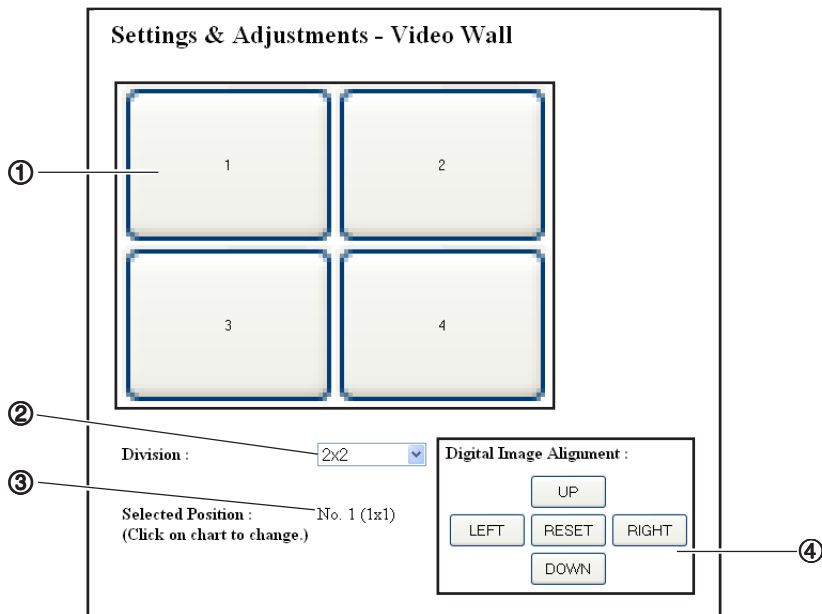 Settings & Adjustments - Video Wall
① 1 2
3 4
②
Division : 2x2
③
Selected Position : No. 1 (1x1)
(Click on chart to change.)
Digital Image Alignment :
UP
LEFT RESET RIGHT
④
DOWN